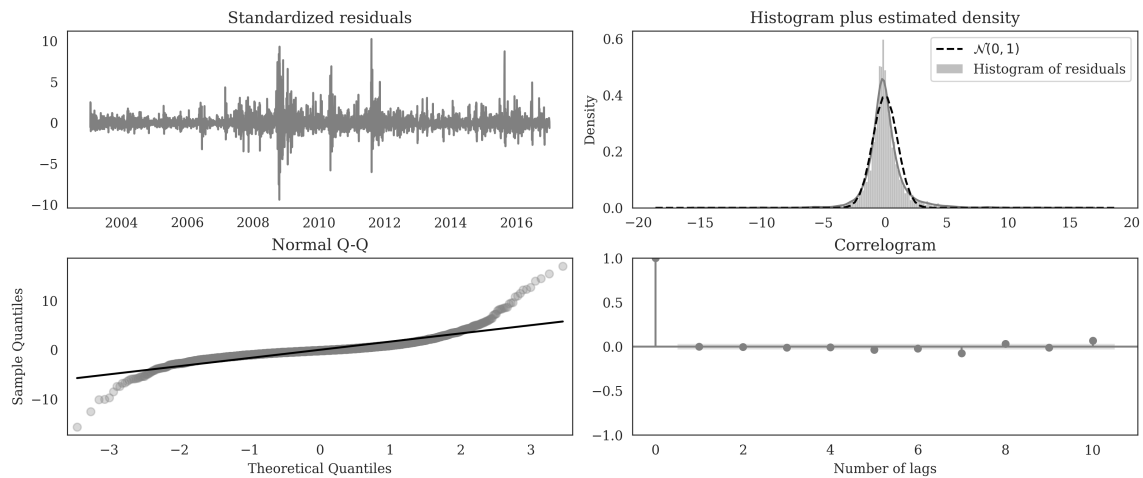 Standardized residuals
10
5
0
−5
−10
2004 2006 2008 2010 2012 2014 2016
Histogram plus estimated density
Density
0.6
0.4
0.2
0.0
𝒩(0, 1)
Histogram of residuals
−20 −15 −10 −5 0 5 10 15 20
Normal Q-Q
Sample Quantiles
10
0
−10
−3 −2 −1 0 1 2 3
Theoretical Quantiles
Correlogram
1.0
0.5
0.0
−0.5
−1.0
0 2 4 6 8 10
Number of lags